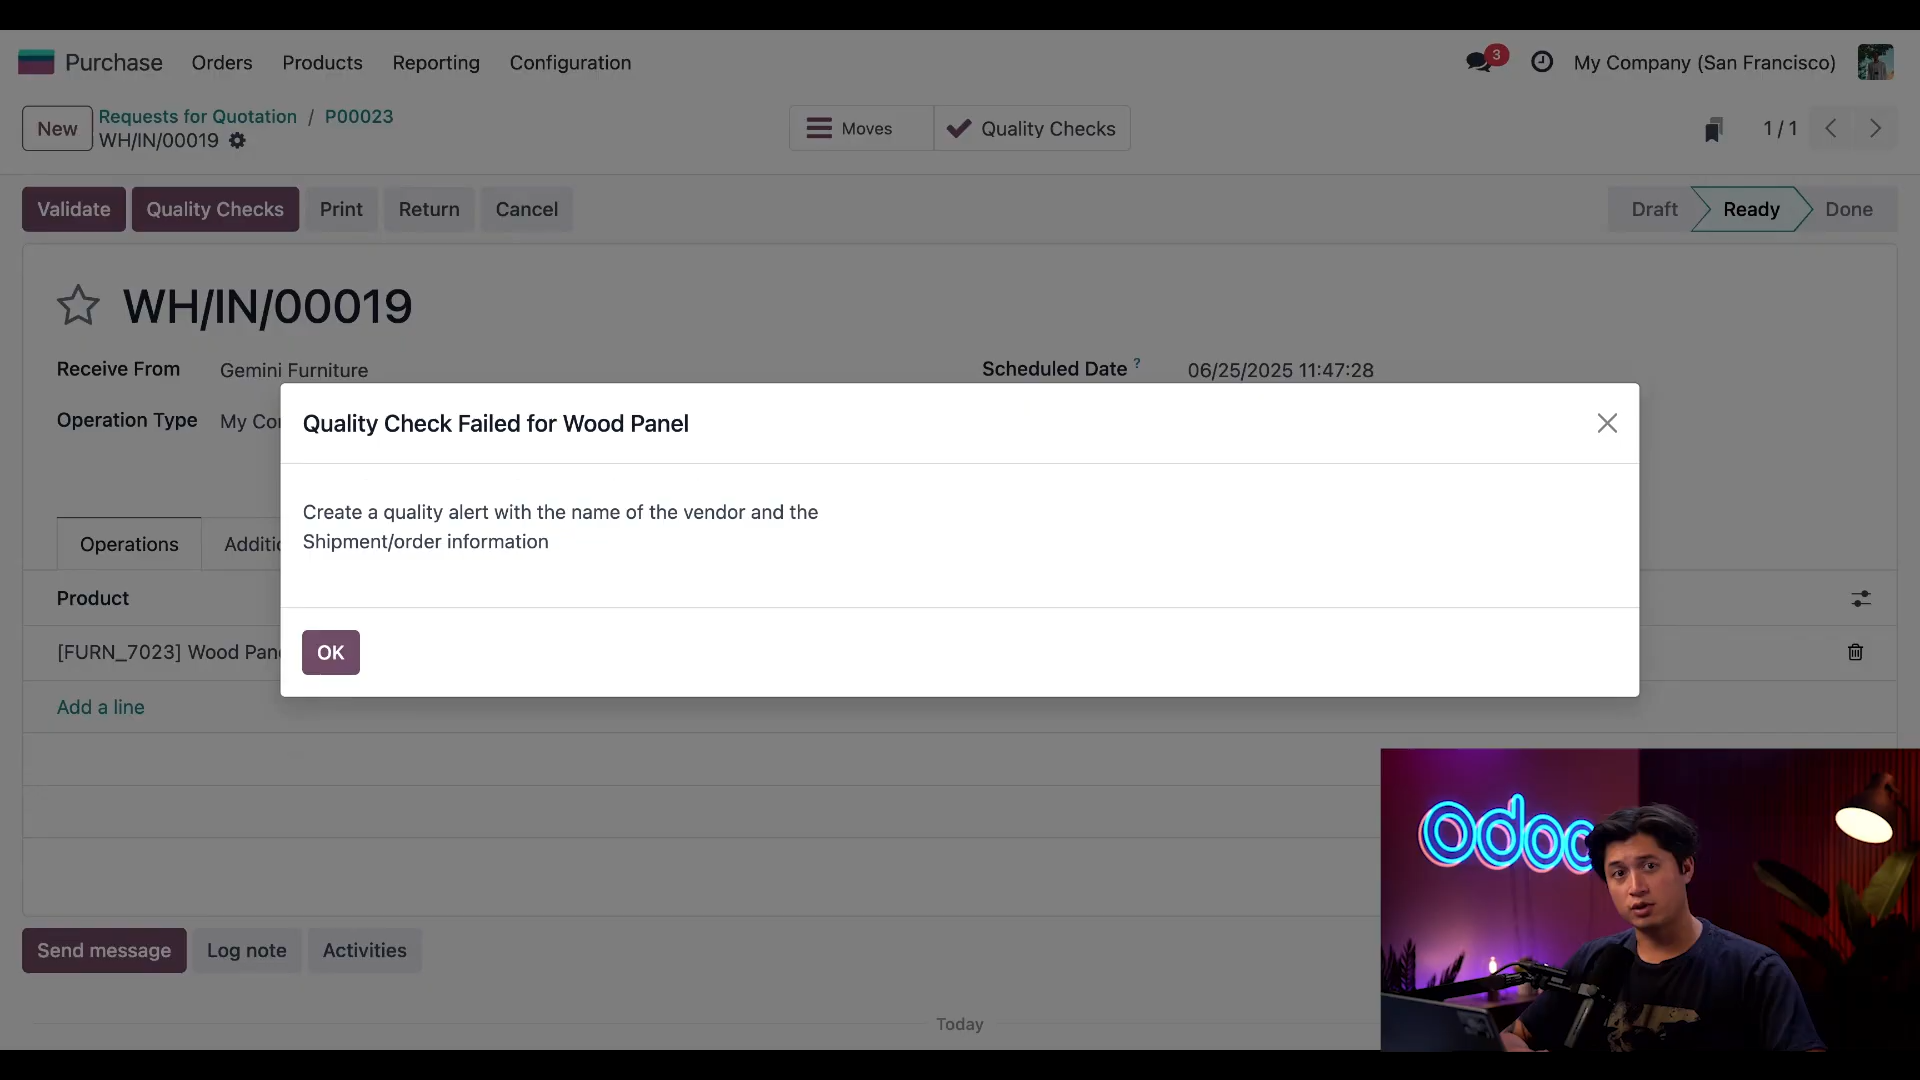 Purchase Orders Products Reporting Configuration 3 My Company (San Francisco)
New Requests for Quotation / P00023
WH/IN/00019
Moves Quality Checks 1 / 1
Validate Quality Checks Print Return Cancel Draft Ready Done
WH/IN/00019
Receive From Gemini Furniture Scheduled Date ? 06/25/2025 11:47:28
Operation Type My Co
Quality Check Failed for Wood Panel
Create a quality alert with the name of the vendor and the
Shipment/order information
OK
Operations Additi
Product
[FURN_7023] Wood Pan
Add a line
Send message Log note Activities
Today
odoo